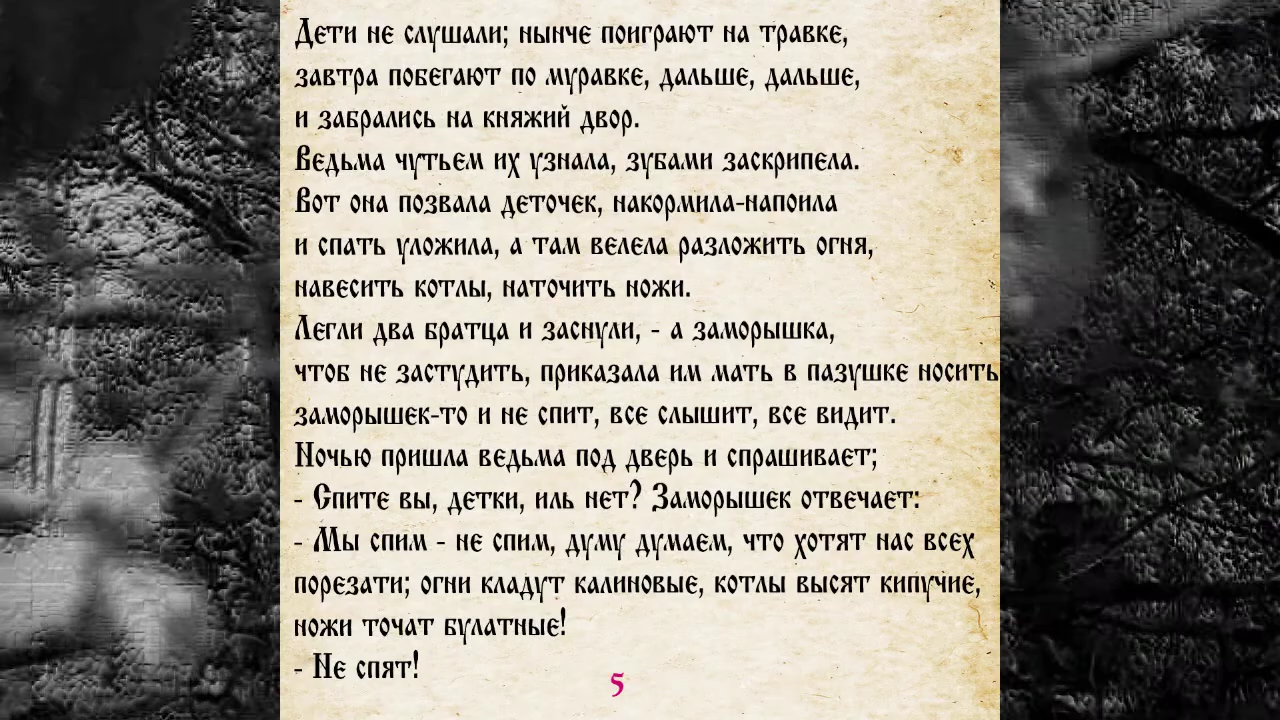 Дети не слушали; нынче поиграют на травке,
завтра побегают по муравке, дальше, дальше,
и забрались на княжий двор.
Ведьма чутьем их узнала, зубами заскрипела.
Вот она позвала деточек, накормила-напоила
и спать уложила, а там велела разложить огня,
навесить котлы, наточить ножи.
Легли два братца и заснули, - а заморышка,
чтоб не застудить, приказала им мать в пазушке носить
заморышек-то и не спит, все слышит, все видит.
Ночью пришла ведьма под дверь и спрашивает;
- Спите вы, детки, иль нет? Заморышек отвечает:
- Мы спим - не спим, думу думаем, что хотят нас всех
порезати; огни кладут калиновые, котлы высят кипучие,
ножи точат булатные!
- Не спят!
5